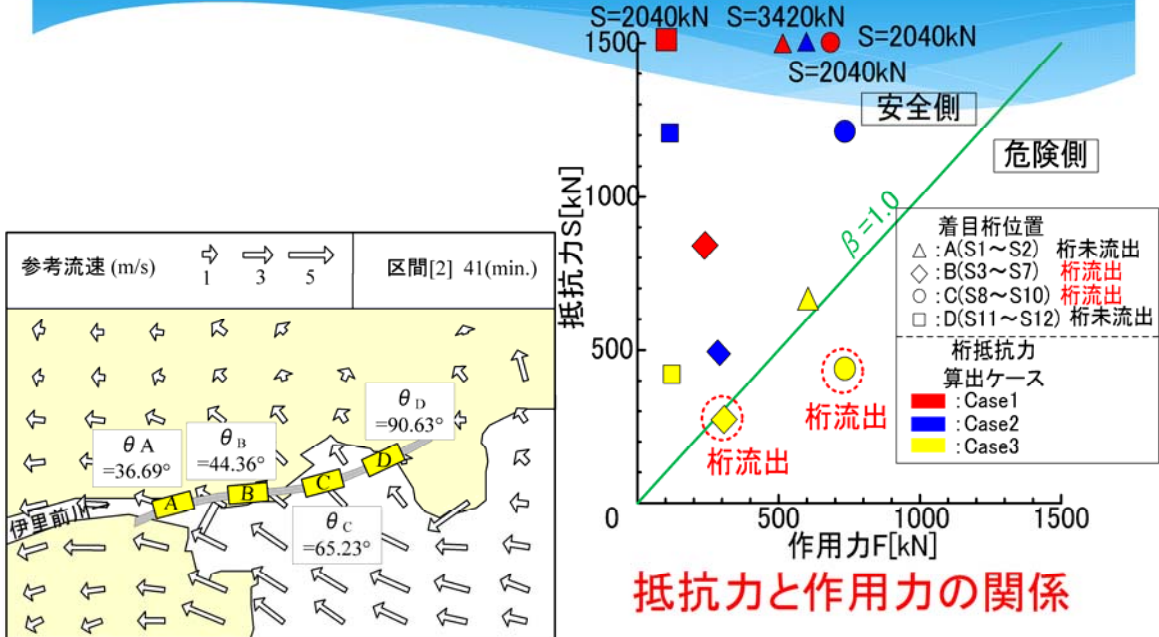 参考流速 (m/s)
1
3
5
区間[2] 41(min.)
θA
=36.69°
θB
=44.36°
θD
=90.63°
A
B
C
D
θC
=65.23°
伊里前川
S=2040kN
S=3420kN
S=2040kN
S=2040kN
安全側
危険側
β=1.0
抵抗力S[kN]
1500
1000
500
0
500
1000
1500
作用力F[kN]
桁流出
桁流出
着目桁位置
△:A(S1～S2) 桁未流出
◇:B(S3～S7) 桁流出
○:C(S8～S10) 桁流出
□:D(S11～S12) 桁未流出
桁抵抗力
算出ケース
:Case1
:Case2
:Case3
抵抗力と作用力の関係